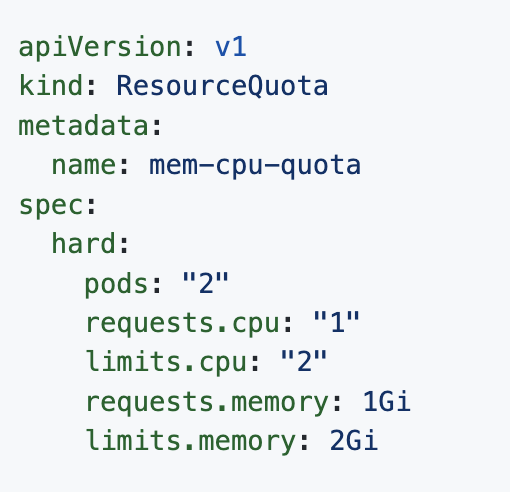 apiVersion: v1
kind: ResourceQuota
metadata:
  name: mem-cpu-quota
spec:
  hard:
    pods: "2"
    requests.cpu: "1"
    limits.cpu: "2"
    requests.memory: 1Gi
    limits.memory: 2Gi